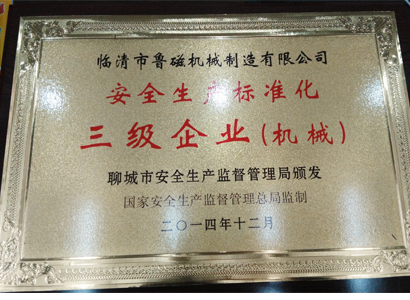 临清市鲁磁机械制造有限公司
安全生产标准化
三级企业(机械)
聊城市安全生产监督管理局颁发
国家安全生产监督管理总局监制
二〇一四年十二月